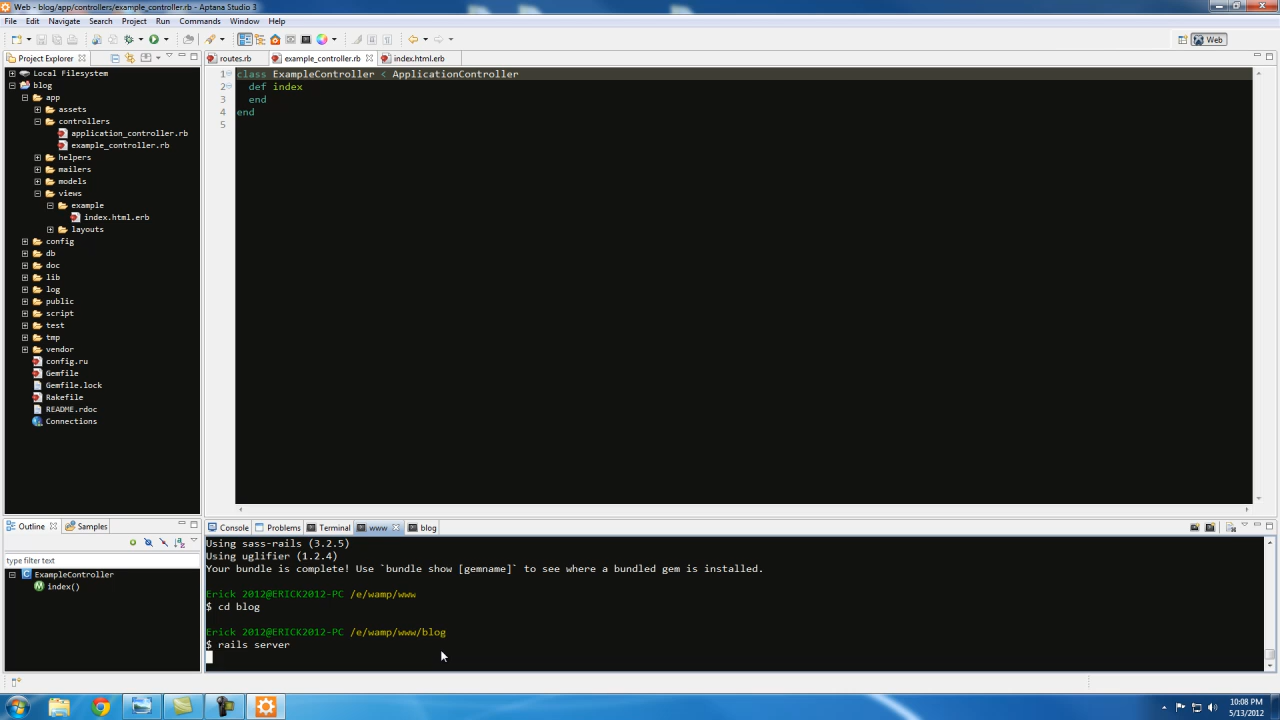 Web - blog/app/controllers/example_controller.rb - Aptana Studio 3
File Edit Navigate Search Project Run Commands Window Help
Web
Project Explorer
Local Filesystem
blog
app
assets
controllers
application_controller.rb
example_controller.rb
helpers
mailers
models
views
example
index.html.erb
layouts
config
db
doc
lib
log
public
script
test
tmp
vendor
config.ru
Gemfile
Gemfile.lock
Rakefile
README.rdoc
Connections
routes.rb example_controller.rb index.html.erb
1 class ExampleController < ApplicationController
2 def index
3 end
4 end
5
Outline Samples
type filter text
ExampleController
index()
Console Problems Terminal www blog
Using sass-rails (3.2.5)
Using uglifier (1.2.4)
Your bundle is complete! Use `bundle show [gemname]` to see where a bundled gem is installed.
Erick 2012@ERICK2012-PC /e/wamp/www
$ cd blog
Erick 2012@ERICK2012-PC /e/wamp/www/blog
$ rails server
10:08 PM
5/13/2012